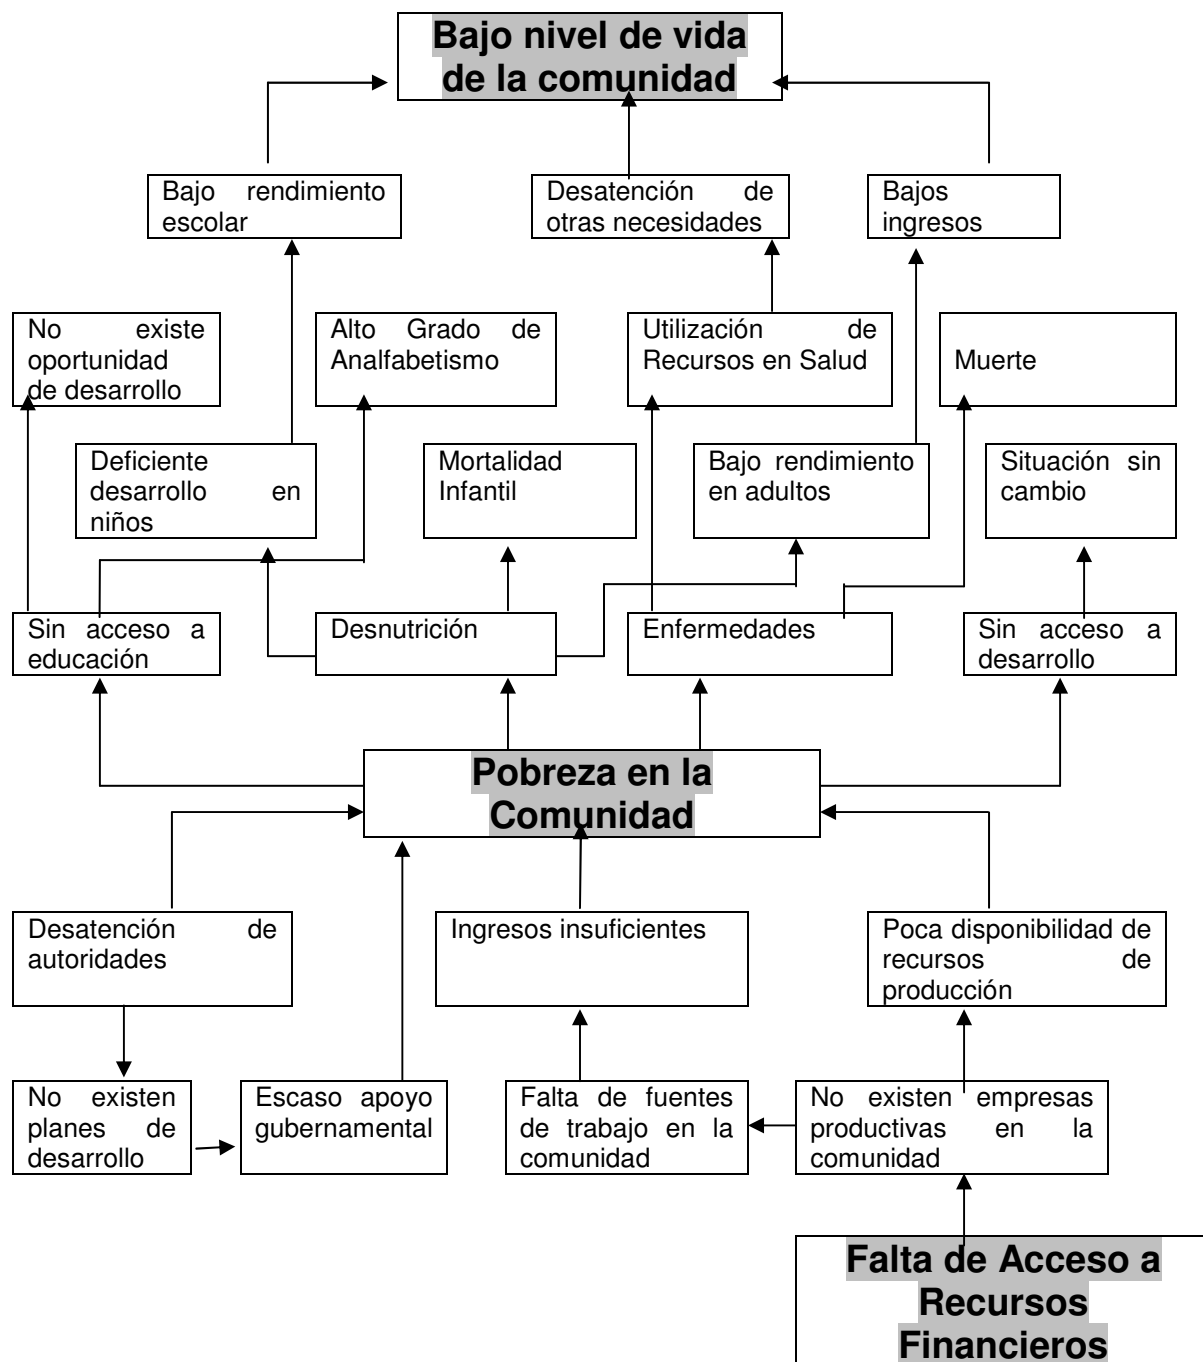 Bajo nivel de vida
de la comunidad
Bajo rendimiento
escolar
Desatención de
otras necesidades
Bajos
ingresos
No existe
oportunidad
de desarrollo
Alto Grado de
Analfabetismo
Utilización de
Recursos en Salud
Muerte
Deficiente
desarrollo en
niños
Mortalidad
Infantil
Bajo rendimiento
en adultos
Situación sin
cambio
Sin acceso a
educación
Desnutrición
Enfermedades
Sin acceso a
desarrollo
Pobreza en la
Comunidad
Desatención de
autoridades
Ingresos insuficientes
Poca disponibilidad de
recursos de
producción
No existen
planes de
desarrollo
Escaso apoyo
gubernamental
Falta de fuentes
de trabajo en la
comunidad
No existen empresas
productivas en la
comunidad
Falta de Acceso a
Recursos
Financieros